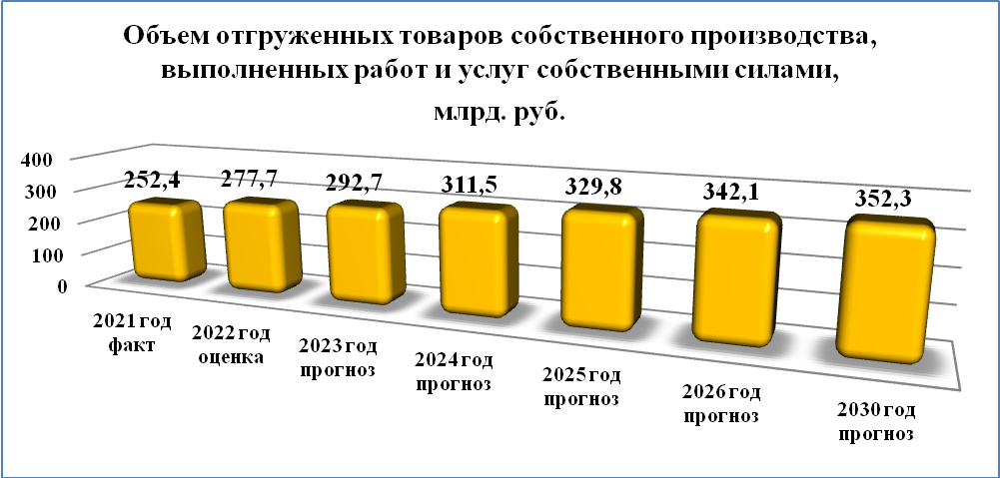 Объем отгруженных товаров собственного производства,
выполненных работ и услуг собственными силами,
млрд. руб.
400
300
200
100
0
252,4
277,7
292,7
311,5
329,8
342,1
352,3
2021 год
факт
2022 год
оценка
2023 год
прогноз
2024 год
прогноз
2025 год
прогноз
2026 год
прогноз
2030 год
прогноз